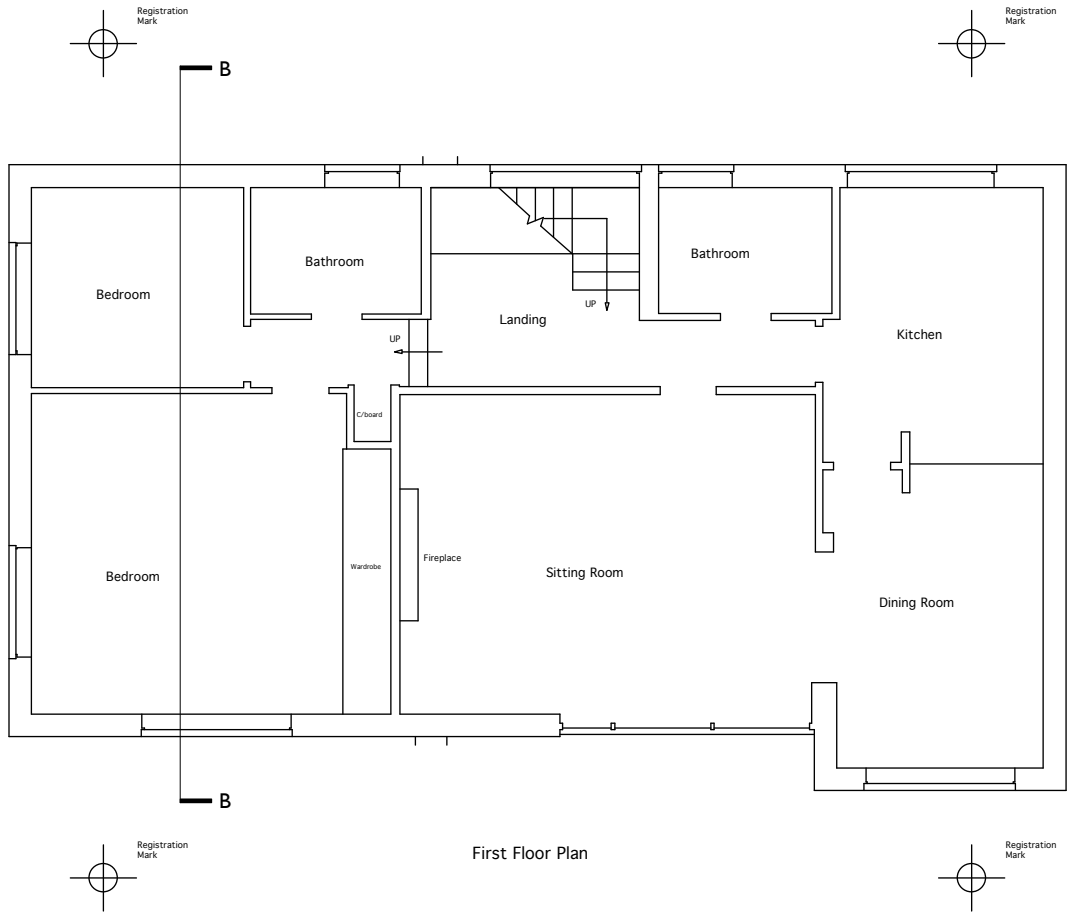 Registration
Mark
Registration
Mark
B
Bathroom
Bathroom
Bedroom
UP
Landing
Kitchen
UP
C/board
Fireplace
Wardrobe
Sitting Room
Bedroom
Dining Room
B
Registration
Mark
First Floor Plan
Registration
Mark